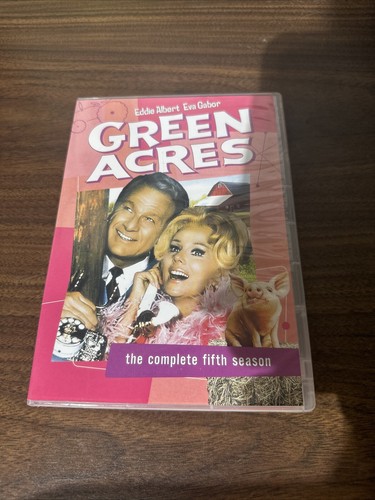 Eddie Albert Eva Gabor
GREEN
ACRES
the complete fifth season